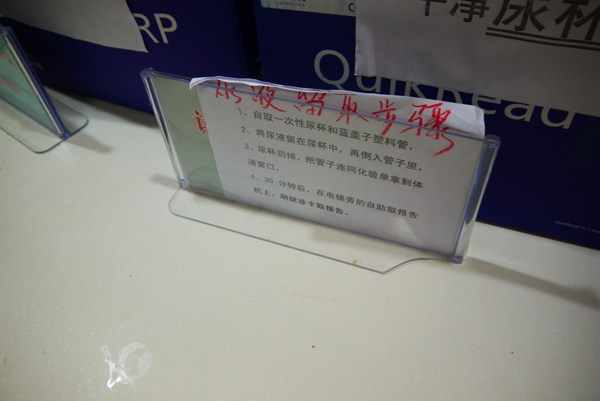 RP
干净尿杯
QuikRead
尿液留取步骤
1、自取一次性尿杯和蓝盖子塑料管。
2、将尿液留在尿杯中，再倒入管子里。
3、尿杯扔掉，把管子连同化验单拿到体
液窗口。
4、30 分钟后，在电梯旁的自助取报告
机上，刷就诊卡取报告。